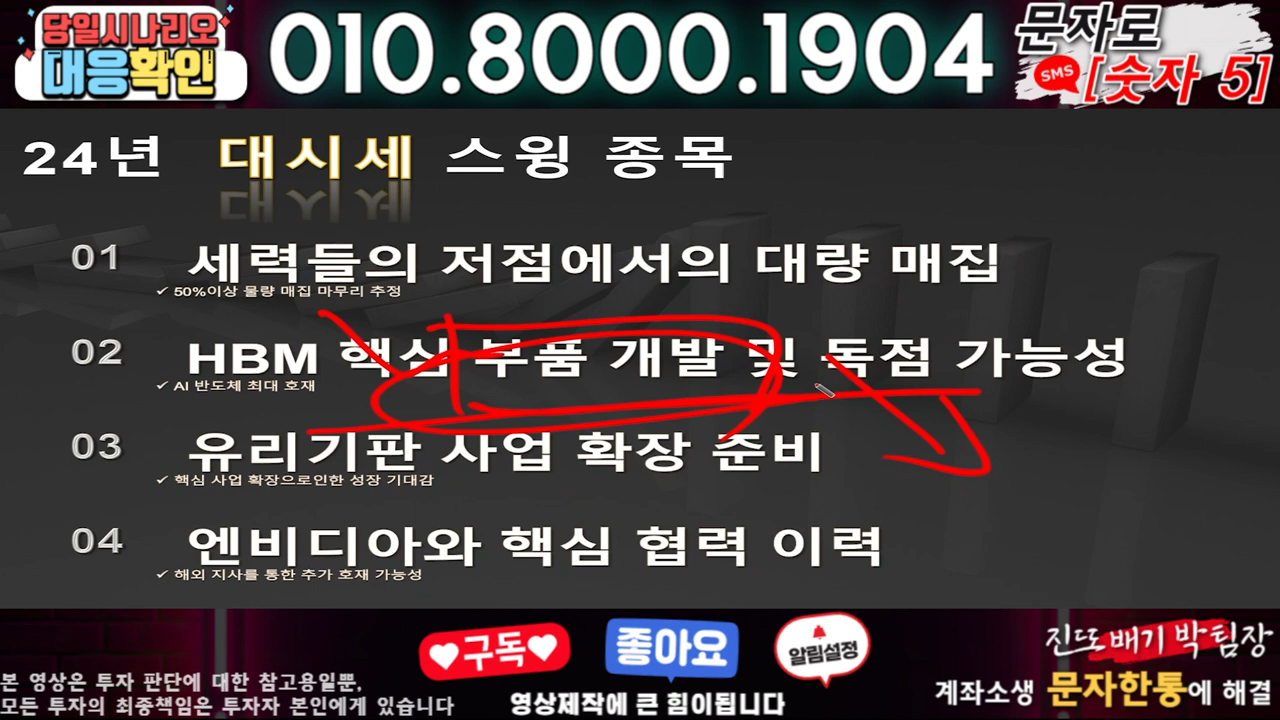 당일시나리오
대응확인
010.8000.1904
문자로
SMS
[숫자 5]
24년 대시세 스윙 종목
01 세력들의 저점에서의 대량 매집
✓ 50%이상 물량 매집 마무리 추정
02 HBM 핵심 부품 개발 및 독점 가능성
✓ AI 반도체 최대 호재
03 유리기판 사업 확장 준비
✓ 핵심 사업 확장으로인한 성장 기대감
04 엔비디아와 핵심 협력 이력
✓ 해외 지사를 통한 추가 호재 가능성
구독
좋아요
알림설정
영상제작에 큰 힘이됩니다
본 영상은 투자 판단에 대한 참고용일뿐,
모든 투자의 최종책임은 투자자 본인에게 있습니다
진또배기 박팀장
계좌소생 문자한통에 해결